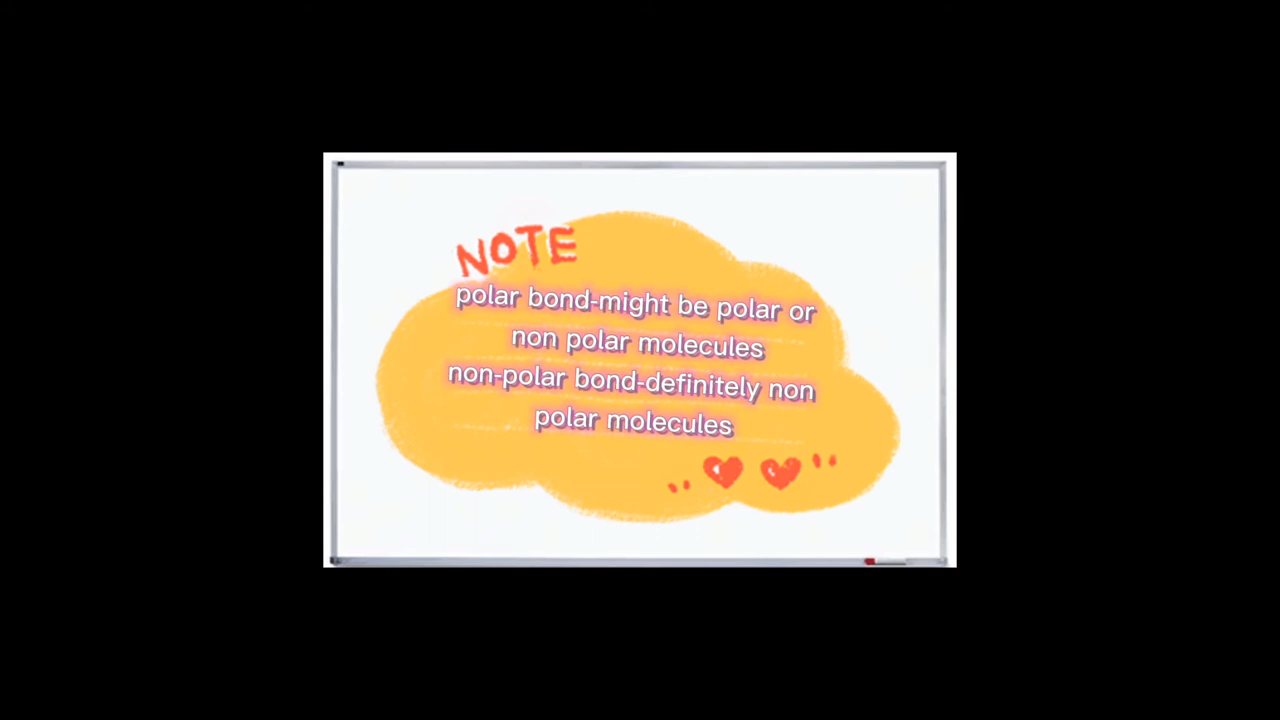 NOTE
polar bond-might be polar or
non polar molecules
non-polar bond-definitely non
polar molecules